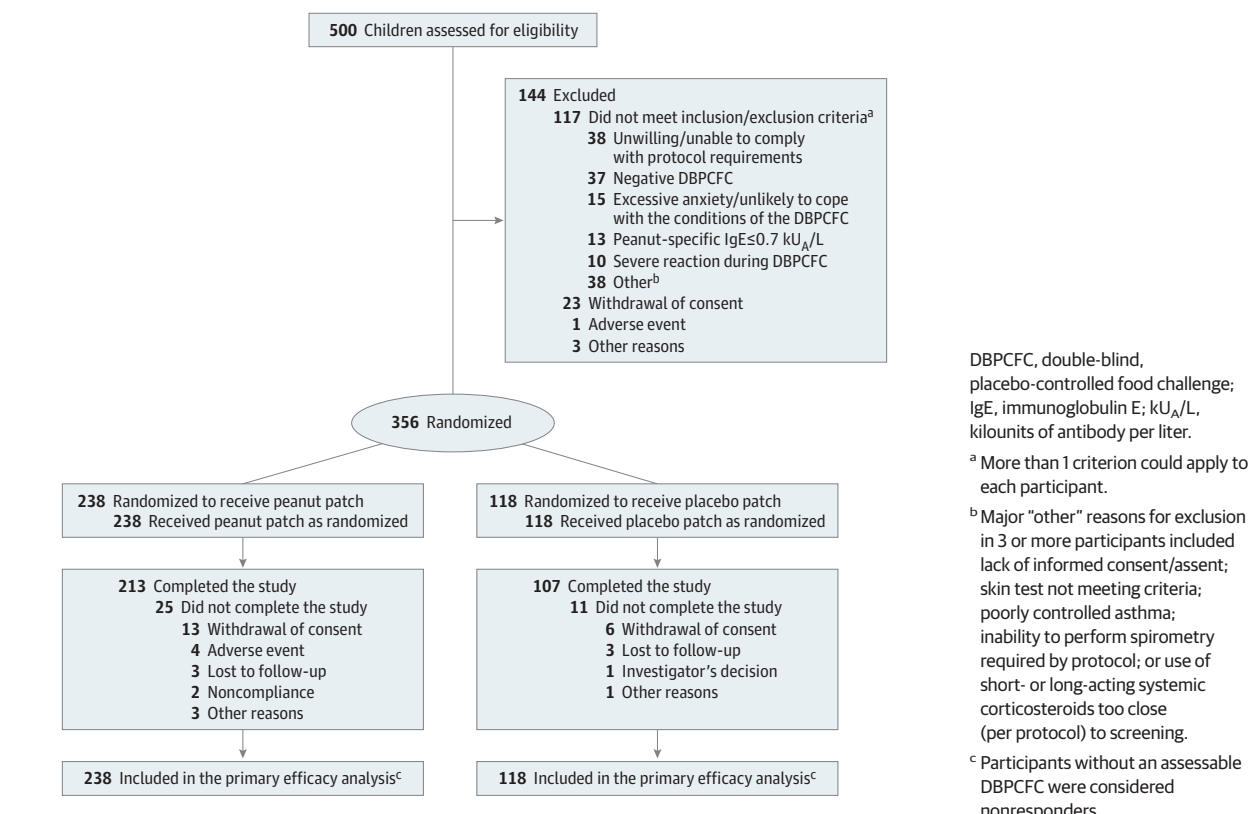 500 Children assessed for eligibility
144 Excluded
117 Did not meet inclusion/exclusion criteriaa
38 Unwilling/unable to comply
with protocol requirements
37 Negative DBPCFC
15 Excessive anxiety/unlikely to cope
with the conditions of the DBPCFC
13 Peanut-specific IgE≤0.7 kUA/L
10 Severe reaction during DBPCFC
38 Otherb
23 Withdrawal of consent
1 Adverse event
3 Other reasons
356 Randomized
238 Randomized to receive peanut patch
238 Received peanut patch as randomized
118 Randomized to receive placebo patch
118 Received placebo patch as randomized
213 Completed the study
25 Did not complete the study
13 Withdrawal of consent
4 Adverse event
3 Lost to follow-up
2 Noncompliance
3 Other reasons
107 Completed the study
11 Did not complete the study
6 Withdrawal of consent
3 Lost to follow-up
1 Investigator's decision
1 Other reasons
238 Included in the primary efficacy analysisc
118 Included in the primary efficacy analysisc
DBPCFC, double-blind,
placebo-controlled food challenge;
IgE, immunoglobulin E; kUA/L,
kilounits of antibody per liter.
a More than 1 criterion could apply to
each participant.
b Major "other" reasons for exclusion
in 3 or more participants included
lack of informed consent/assent;
skin test not meeting criteria;
poorly controlled asthma;
inability to perform spirometry
required by protocol; or use of
short- or long-acting systemic
corticosteroids too close
(per protocol) to screening.
c Participants without an assessable
DBPCFC were considered
nonresponders.